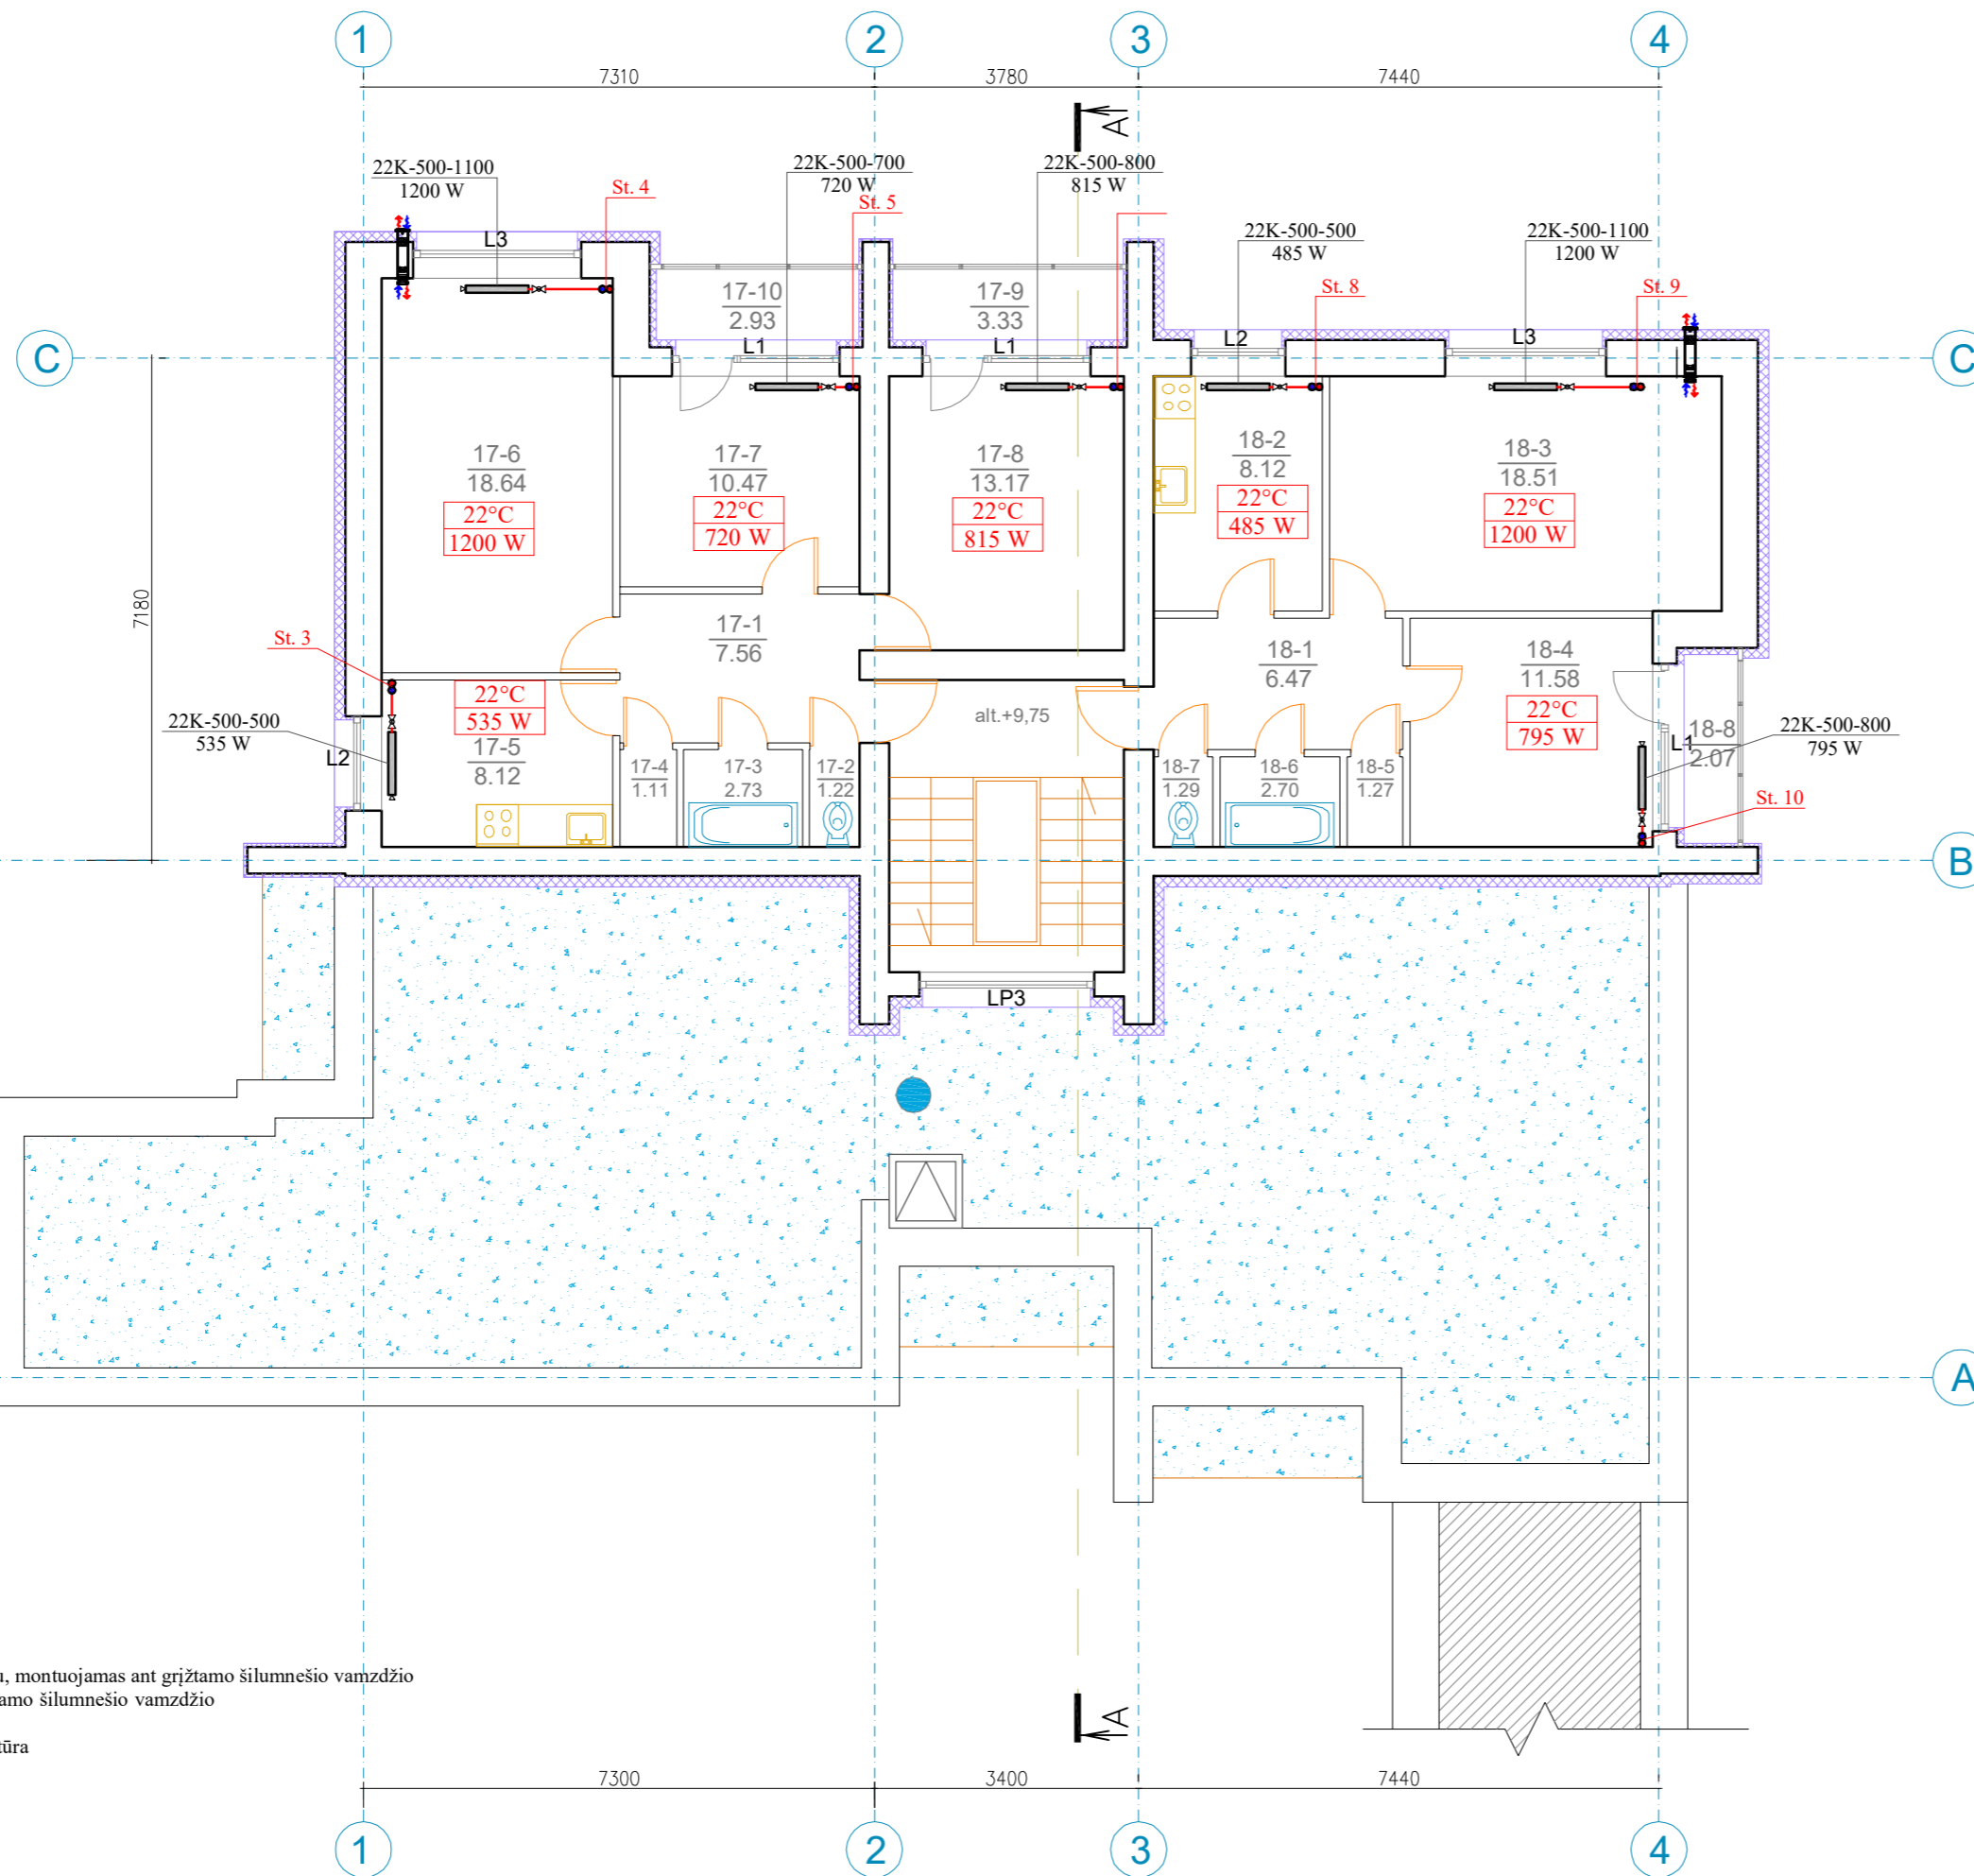 1
2
3
4
7310
3780
7440
A
22K-500-1100
1200 W
22K-500-700
720 W
22K-500-800
815 W
St. 4
St. 5
22K-500-500
485 W
22K-500-1100
1200 W
L3
St. 8
St. 9
17-10
2.93
17-9
3.33
C
L1
L1
L2
L3
C
17-6
18.64
22°C
1200 W
17-7
10.47
22°C
720 W
17-8
13.17
22°C
815 W
18-2
8.12
22°C
485 W
18-3
18.51
22°C
1200 W
7180
St. 3
17-1
7.56
18-1
6.47
18-4
11.58
22°C
795 W
22°C
535 W
17-5
8.12
22K-500-500
535 W
L2
alt.+9,75
L1
18-8
2.07
22K-500-800
795 W
17-4
1.11
17-3
2.73
17-2
1.22
18-7
1.29
18-6
2.70
18-5
1.27
St. 10
B
LP3
A
montuojamas ant grįžtamo šilumnešio vamzdžio
šilumnešio vamzdžio
A
7300
3400
7440
1
2
3
4